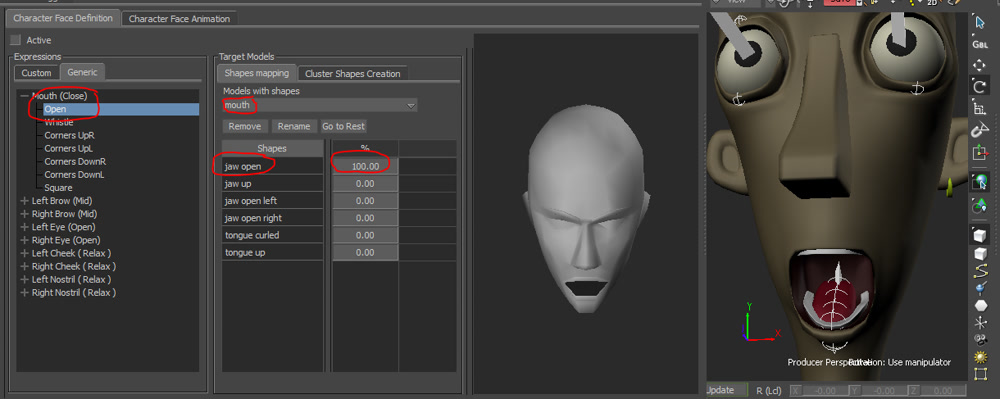 View
Character Face Definition
Character Face Animation
Active
Expressions
Custom
Generic
Mouth (Close)
Open
Whistle
Corners UpR
Corners UpL
Corners DownR
Corners DownL
Square
Left Brow (Mid)
Right Brow (Mid)
Left Eye (Open)
Right Eye (Open)
Left Cheek ( Relax )
Right Cheek ( Relax )
Left Nostril ( Relax )
Right Nostril ( Relax )
Target Models
Shapes mapping
Cluster Shapes Creation
Models with shapes
mouth
Remove
Rename
Go to Rest
Shapes
%
jaw open
100.00
jaw up
0.00
jaw open left
0.00
jaw open right
0.00
tongue curled
0.00
tongue up
0.00
2D
GBL
Y
X
Producer Perspective
Rotation: Use manipulator
Update
R (Lcl)
X
-0.00
Y
-0.00
Z
0.00